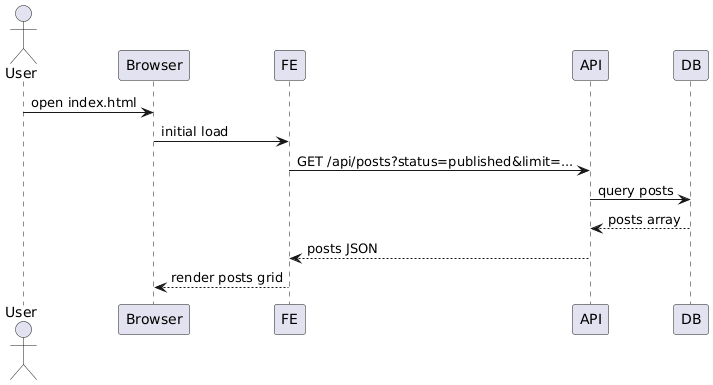 User
Browser
FE
API
DB
open index.html
initial load
GET /api/posts?status=published&limit=...
query posts
posts array
posts JSON
render posts grid
User
Browser
FE
API
DB